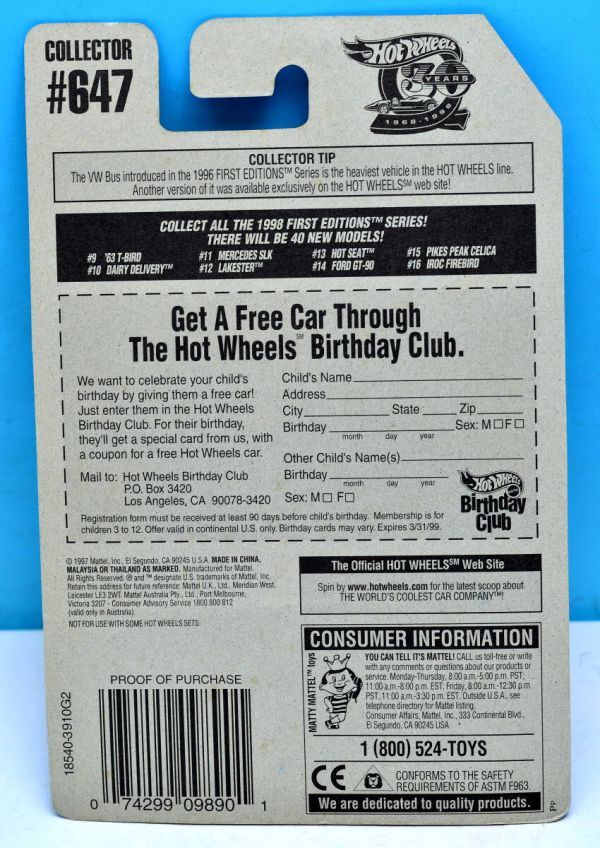 COLLECTOR
#647
HOT WHEELS
30
YEARS
1968-1998
COLLECTOR TIP
The VW Bus introduced in the 1996 FIRST EDITIONS™ Series is the heaviest vehicle in the HOT WHEELS line.
Another version of it was available exclusively on the HOT WHEELS℠ web site!
COLLECT ALL THE 1998 FIRST EDITIONS™ SERIES!
THERE WILL BE 40 NEW MODELS!
#9 '63 T-BIRD #11 MERCEDES SLK #13 HOT SEAT™ #15 PIKES PEAK CELICA
#10 DAIRY DELIVERY™ #12 LAKESTER™ #14 FORD GT-90 #16 IROC FIREBIRD
Get A Free Car Through
The Hot Wheels℠ Birthday Club.
We want to celebrate your child's
birthday by giving them a free car!
Just enter them in the Hot Wheels
Birthday Club. For their birthday,
they'll get a special card from us, with
a coupon for a free Hot Wheels car.
Mail to: Hot Wheels Birthday Club
P.O. Box 3420
Los Angeles, CA 90078-3420
Child's Name
Address
City State Zip
Birthday Sex: M☐ F☐
month day year
Other Child's Name(s)
Birthday
month day year
Sex: M☐ F☐
HOT WHEELS
Birthday
Club
Registration form must be received at least 90 days before child's birthday. Membership is for
children 3 to 12. Offer valid in continental U.S. only. Birthday cards may vary. Expires 3/31/99.
© 1997 Mattel, Inc., El Segundo, CA 90245 U.S.A. MADE IN CHINA,
MALAYSIA OR THAILAND AS MARKED. Manufactured for Mattel.
All Rights Reserved. ® and ™ designate U.S. trademarks of Mattel, Inc.
Retain this address for future reference: Mattel U.K., Ltd., Meridian West,
Leicester LE3 2WT. Mattel Australia Pty., Ltd., Port Melbourne,
Victoria 3207 - Consumer Advisory Service 1800 800 812
(valid only in Australia).
NOT FOR USE WITH SOME HOT WHEELS SETS.
The Official HOT WHEELS℠ Web Site
Spin by www.hotwheels.com for the latest scoop about
THE WORLD'S COOLEST CAR COMPANY™!
CONSUMER INFORMATION
MATTY MATTEL™ toys
YOU CAN TELL IT'S MATTEL! CALL us toll-free or write
with any comments or questions about our products or
service. Monday-Thursday, 8:00 a.m.-5:00 p.m. PST;
11:00 a.m.-8:00 p.m. EST; Friday, 8:00 a.m.-12:30 p.m.
PST, 11:00 a.m.-3:30 p.m. EST. Outside U.S.A., see
telephone directory for Mattel listing.
Consumer Affairs, Mattel, Inc., 333 Continental Blvd.,
El Segundo, CA 90245 USA
1 (800) 524-TOYS
CE
CONFORMS TO THE SAFETY
REQUIREMENTS OF ASTM F963.
We are dedicated to quality products.
PP
PROOF OF PURCHASE
18540-3910G2
0 74299 09890 1